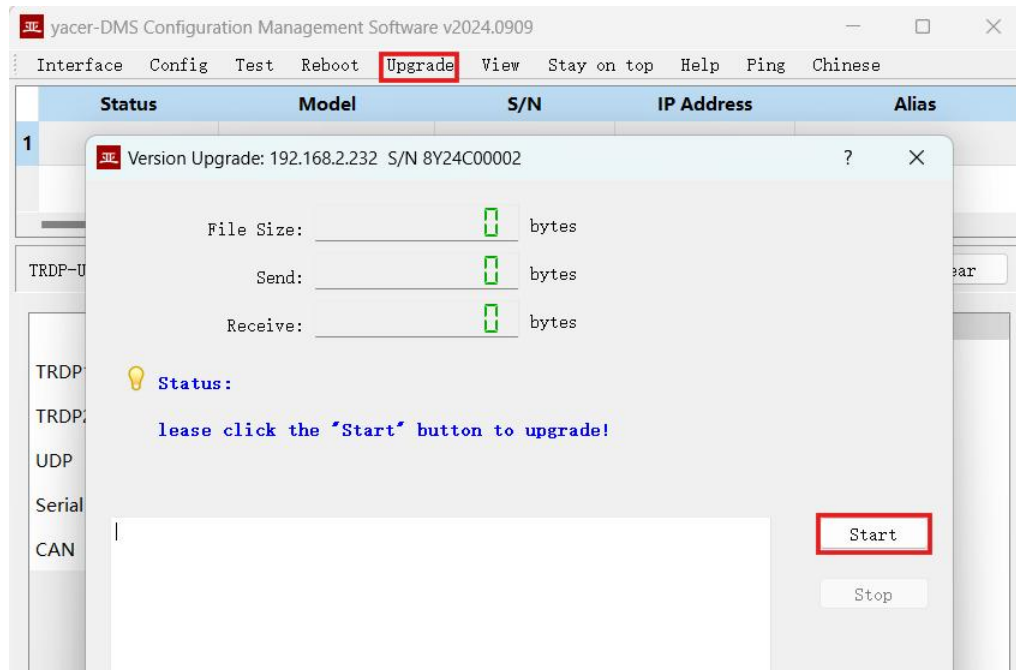 yacer-DMS Configuration Management Software v2024.0909
Interface Config Test Reboot Upgrade View Stay on top Help Ping Chinese
Status Model S/N IP Address Alias
1
Version Upgrade: 192.168.2.232 S/N 8Y24C00002 ?
File Size: 0 bytes
Send: 0 bytes
Receive: 0 bytes
TRDP-U
ear
TRDP
TRDP2
UDP
Serial
CAN
Status:
lease click the "Start" button to upgrade!
Start
Stop